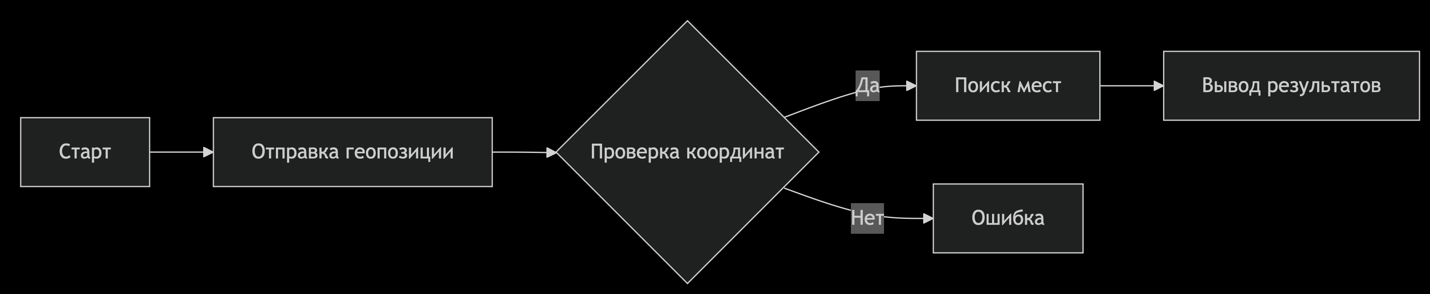 Старт
Отправка геопозиции
Проверка координат
Да
Поиск мест
Вывод результатов
Нет
Ошибка